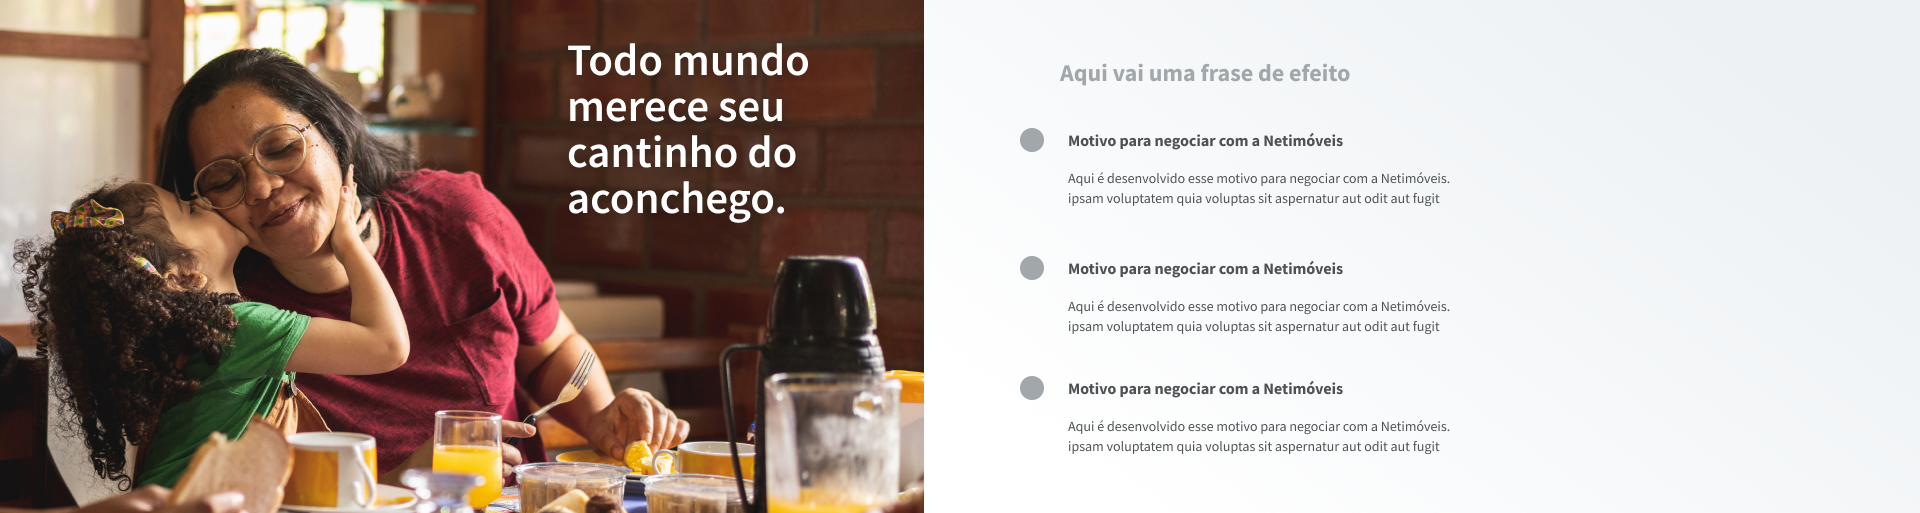 Todo mundo
merece seu
cantinho do
aconchego.
Aqui vai uma frase de efeito
Motivo para negociar com a Netimóveis
Aqui é desenvolvido esse motivo para negociar com a Netimóveis.
ipsam voluptatem quia voluptas sit aspernatur aut odit aut fugit
Motivo para negociar com a Netimóveis
Aqui é desenvolvido esse motivo para negociar com a Netimóveis.
ipsam voluptatem quia voluptas sit aspernatur aut odit aut fugit
Motivo para negociar com a Netimóveis
Aqui é desenvolvido esse motivo para negociar com a Netimóveis.
ipsam voluptatem quia voluptas sit aspernatur aut odit aut fugit